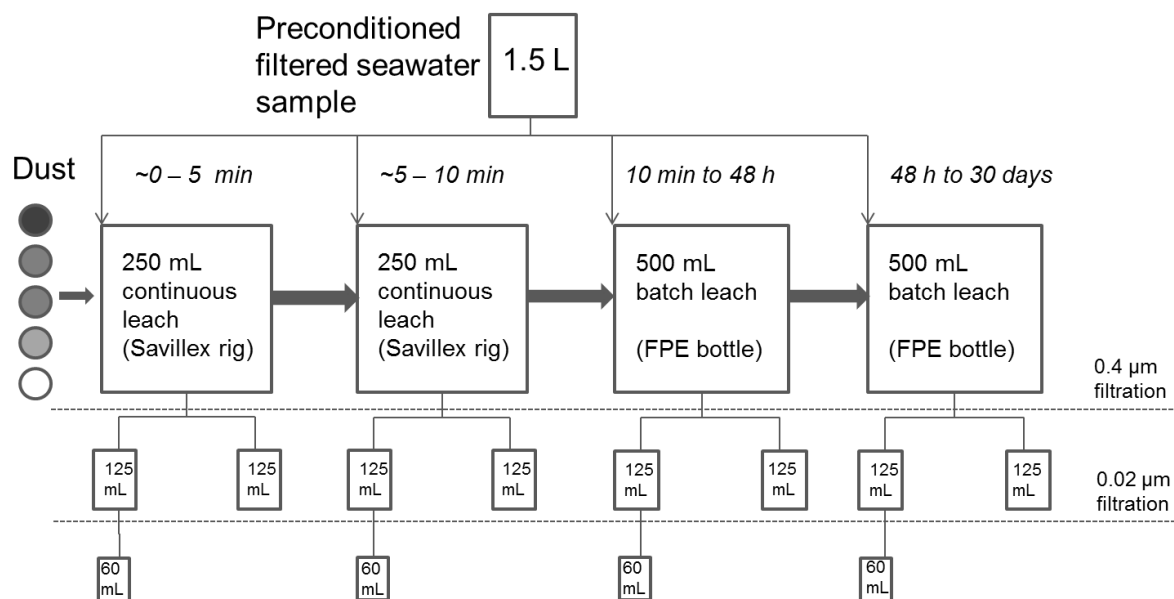 Preconditioned
filtered seawater
sample
1.5 L
Dust
~0 – 5 min
~5 – 10 min
10 min to 48 h
48 h to 30 days
250 mL
continuous
leach
(Savillex rig)
250 mL
continuous
leach
(Savillex rig)
500 mL
batch leach
(FPE bottle)
500 mL
batch leach
(FPE bottle)
0.4 µm
filtration
125
mL
125
mL
125
mL
125
mL
125
mL
125
mL
125
mL
125
mL
0.02 µm
filtration
60
mL
60
mL
60
mL
60
mL